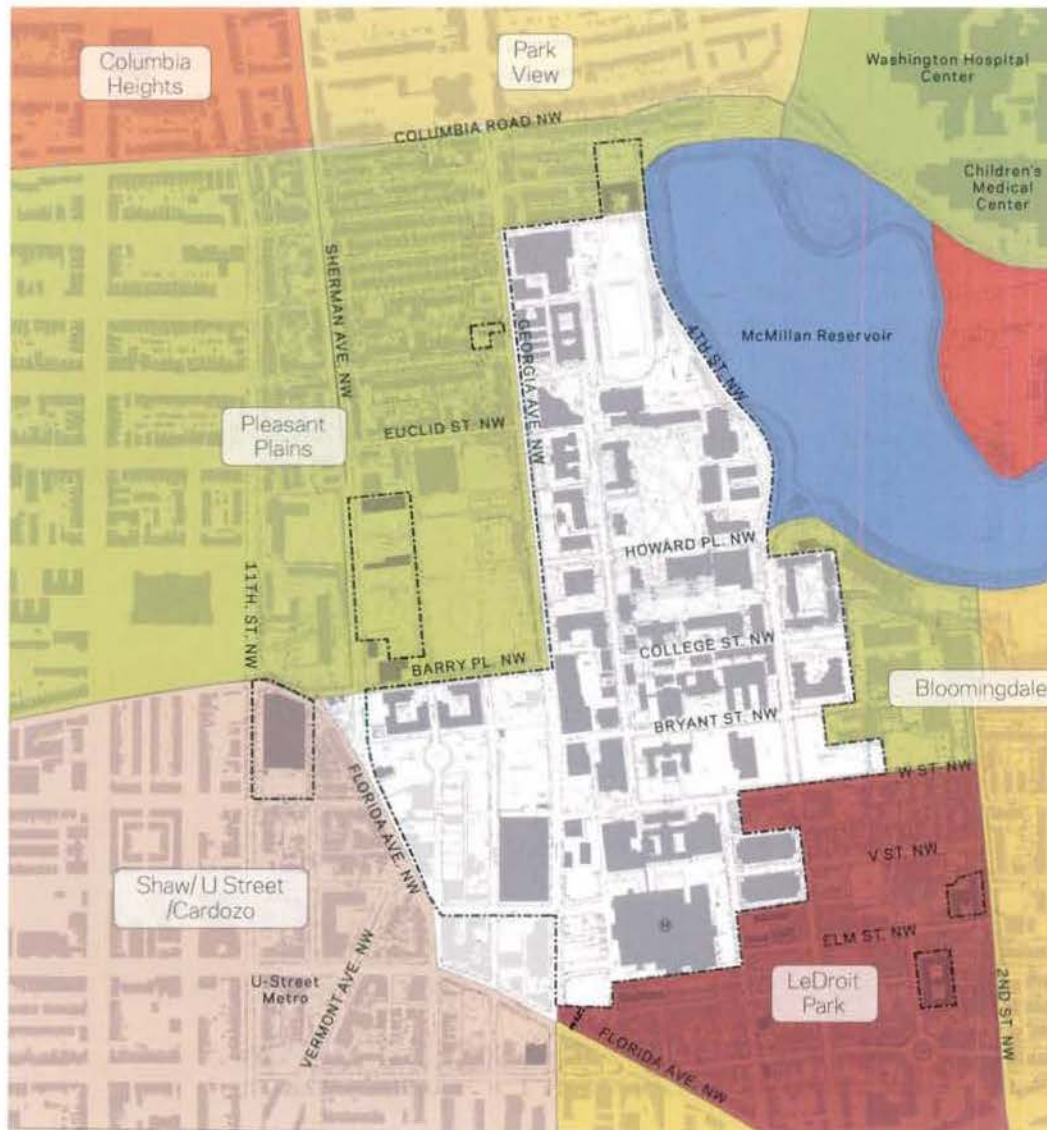 Columbia
Heights
Park
View
Washington Hospital
Center
COLUMBIA ROAD NW
Children's
Medical
Center
SHERMAN AVE. NW
GEORGIA AVE. NW
4TH ST. NW
McMillan Reservoir
Pleasant
Plains
EUCLID ST. NW
HOWARD PL. NW
11TH. ST. NW
COLLEGE ST. NW
BARRY PL. NW
Bloomingdale
BRYANT ST. NW
W ST. NW
FLORIDA AVE. NW
V ST. NW
Shaw/ U Street
/Cardozo
H
ELM ST. NW
U-Street
Metro
VERMONT AVE. NW
LeDroit
Park
2ND ST. NW
FLORIDA AVE. NW